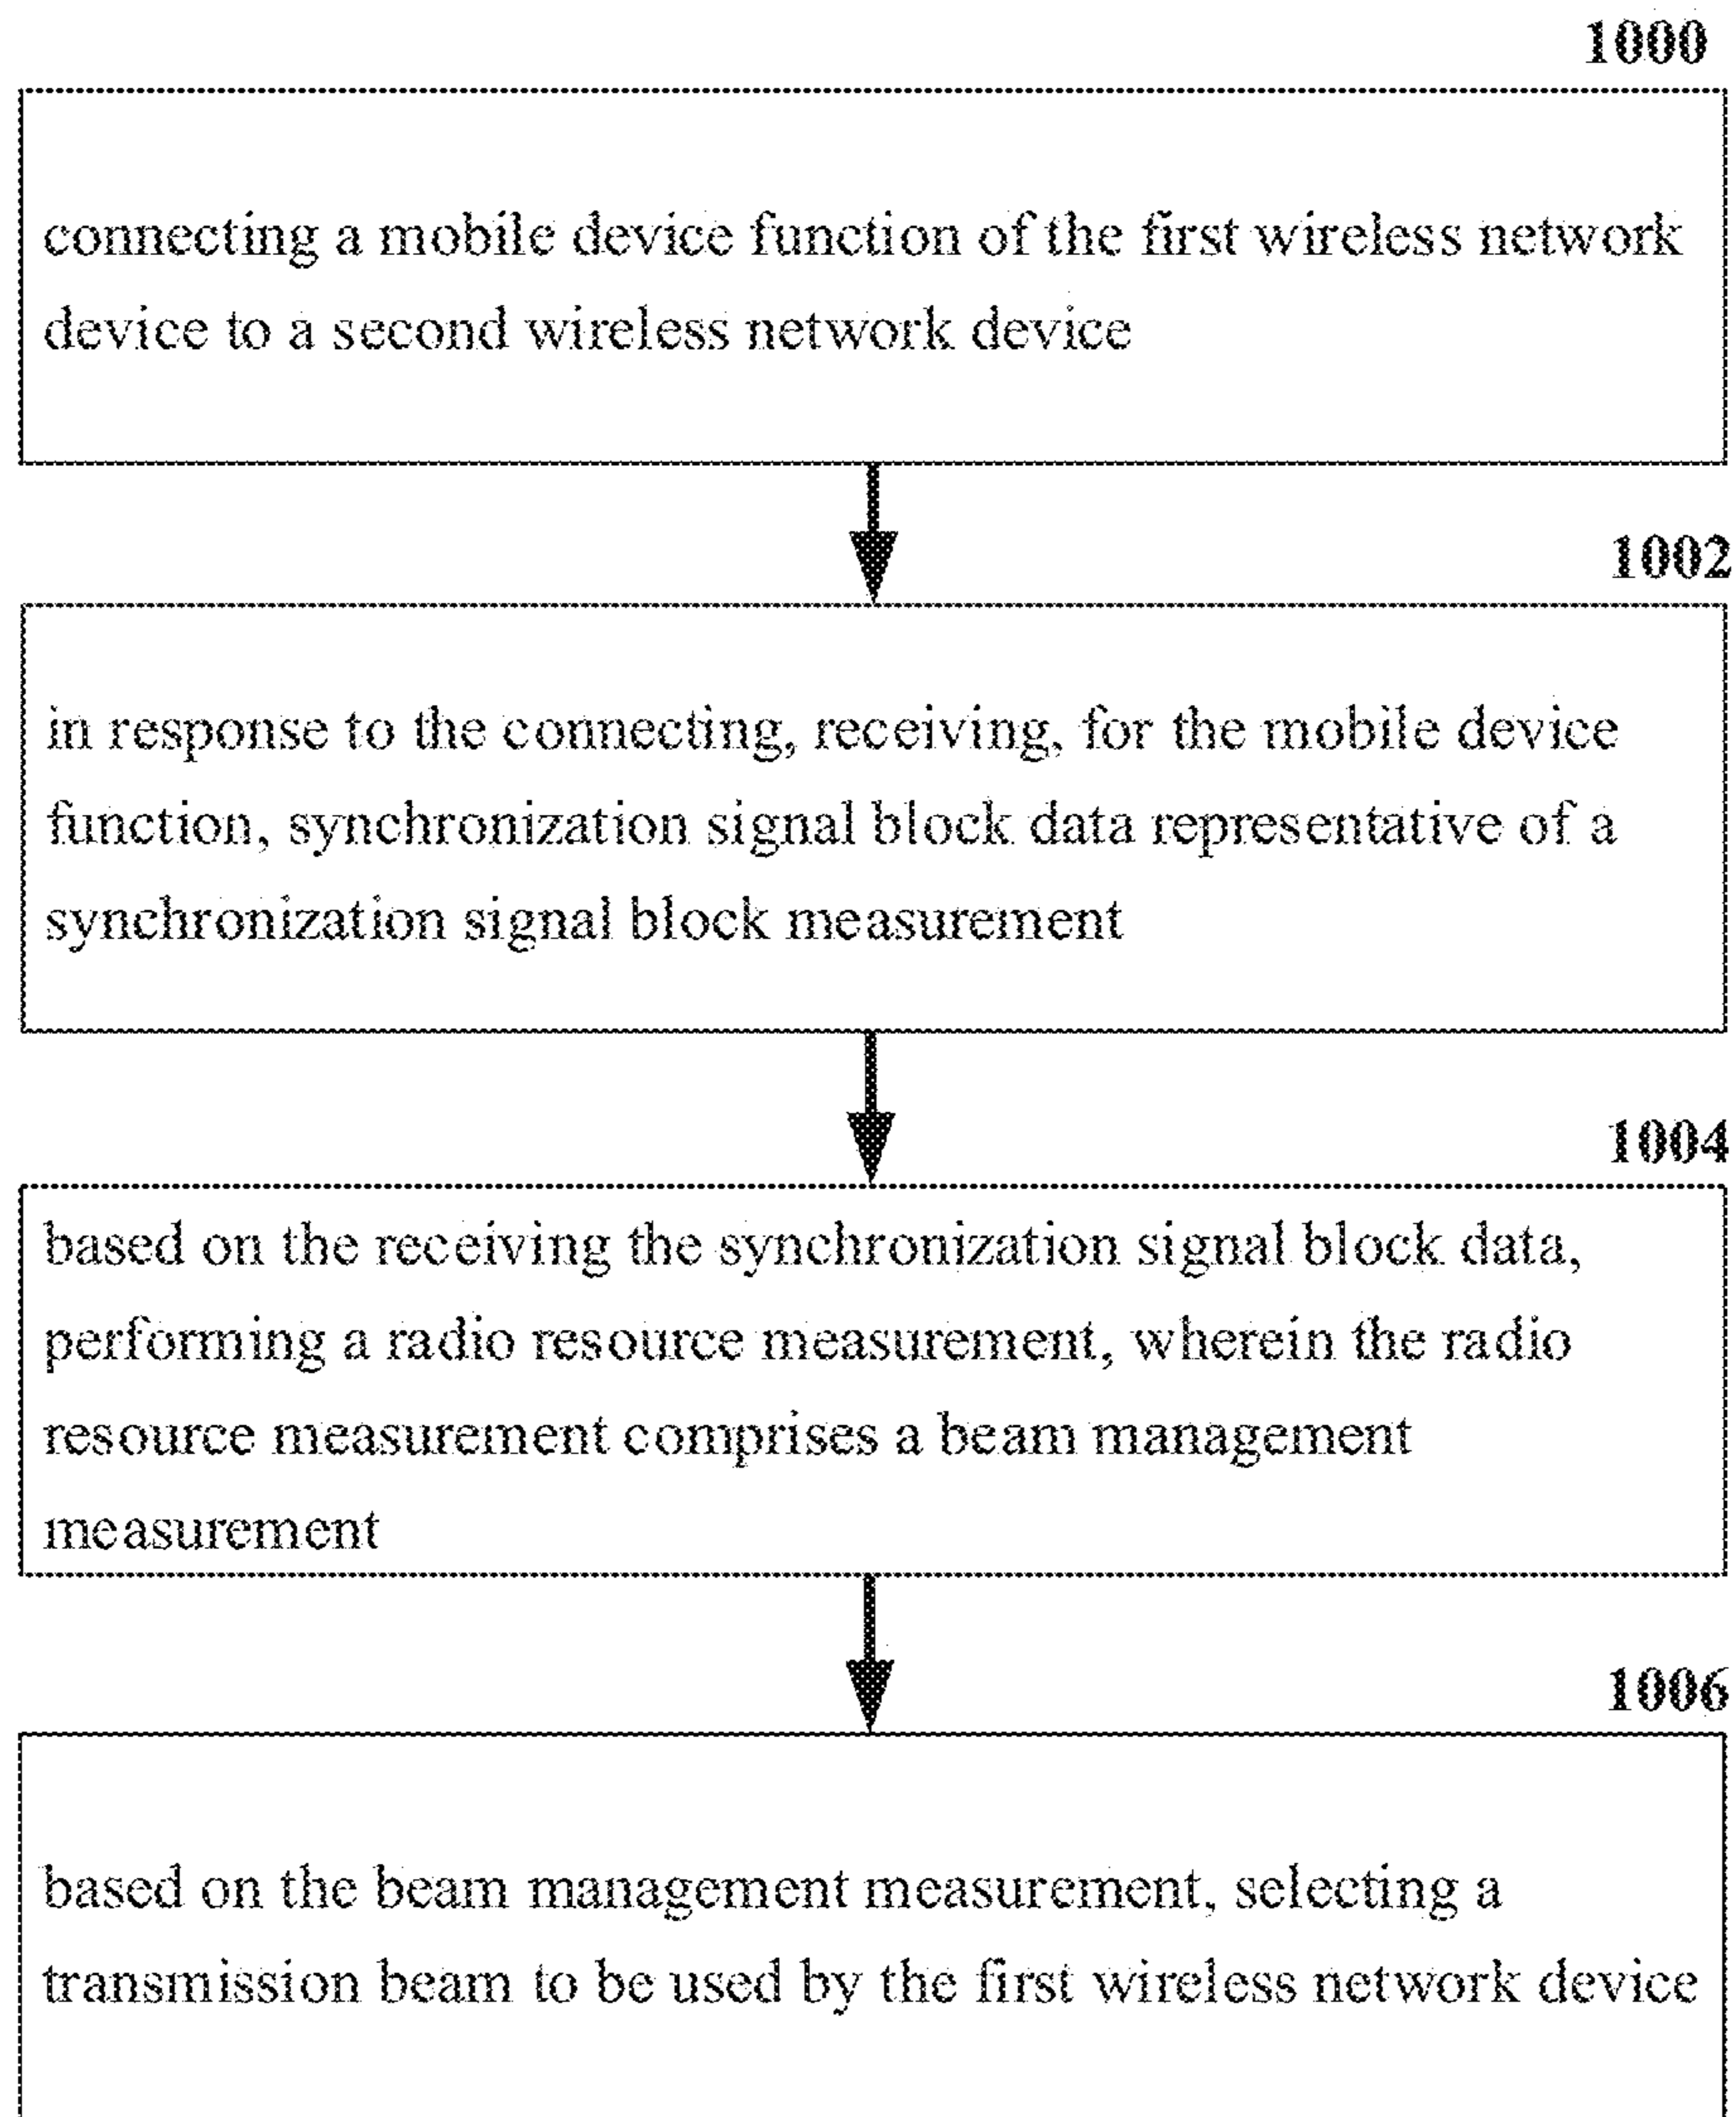 1000
connecting a mobile device function of the first wireless network
device to a second wireless network device
1002
in response to the connecting, receiving, for the mobile device
function, synchronization signal block data representative of a
synchronization signal block measurement
1004
based on the receiving the synchronization signal block data,
performing a radio resource measurement, wherein the radio
resource measurement comprises a beam management
measurement
1006
based on the beam management measurement, selecting a
transmission beam to be used by the first wireless network device